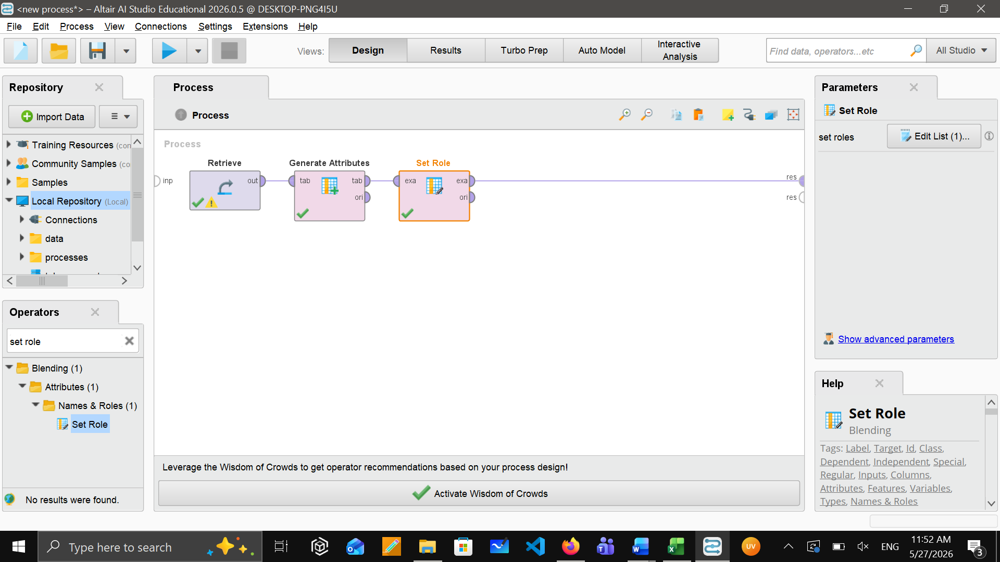 <new process*> – Altair AI Studio Educational 2026.0.5 @ DESKTOP-PNG4I5U
File Edit Process View Connections Settings Extensions Help
Views: Design Results Turbo Prep Auto Model Interactive Analysis
Find data, operators...etc All Studio
Repository
Import Data
Training Resources (con
Community Samples (co
Samples
Local Repository (Local)
Connections
data
processes
Operators
set role
Blending (1)
Attributes (1)
Names & Roles (1)
Set Role
No results were found.
Process
Process
Process
inp
Retrieve
out
Generate Attributes
tab tab
ori
Set Role
exa exa
ori
res
res
Leverage the Wisdom of Crowds to get operator recommendations based on your process design!
Activate Wisdom of Crowds
Parameters
Set Role
set roles Edit List (1)...
Show advanced parameters
Help
Set Role
Blending
Tags: Label, Target, Id, Class,
Dependent, Independent, Special,
Regular, Inputs, Columns,
Attributes, Features, Variables,
Types, Names & Roles
Type here to search
UV
ENG
11:52 AM
5/27/2026
3